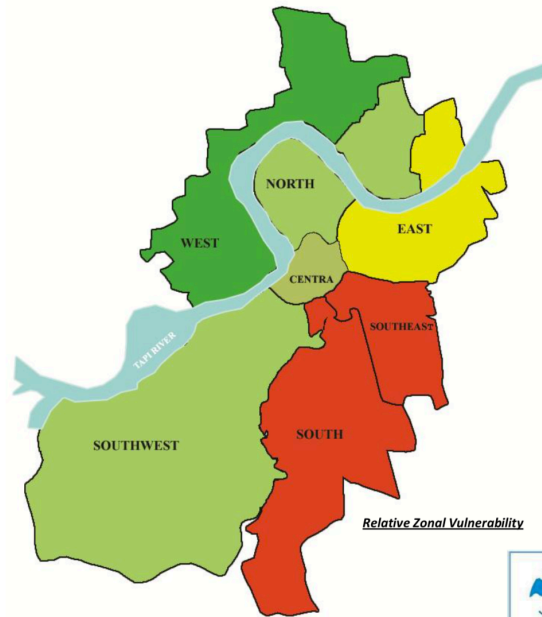 NORTH
WEST
EAST
CENTRA
SOUTHEAST
TAPI RIVER
SOUTH
SOUTHWEST
Relative Zonal Vulnerability